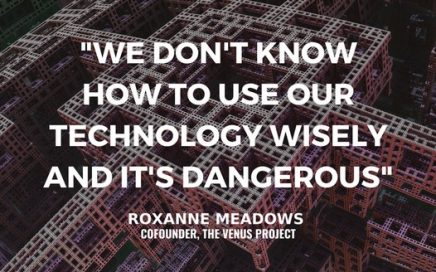 "WE DON'T KNOW
HOW TO USE OUR
TECHNOLOGY WISELY
AND IT'S DANGEROUS"
ROXANNE MEADOWS
COFOUNDER, THE VENUS PROJECT